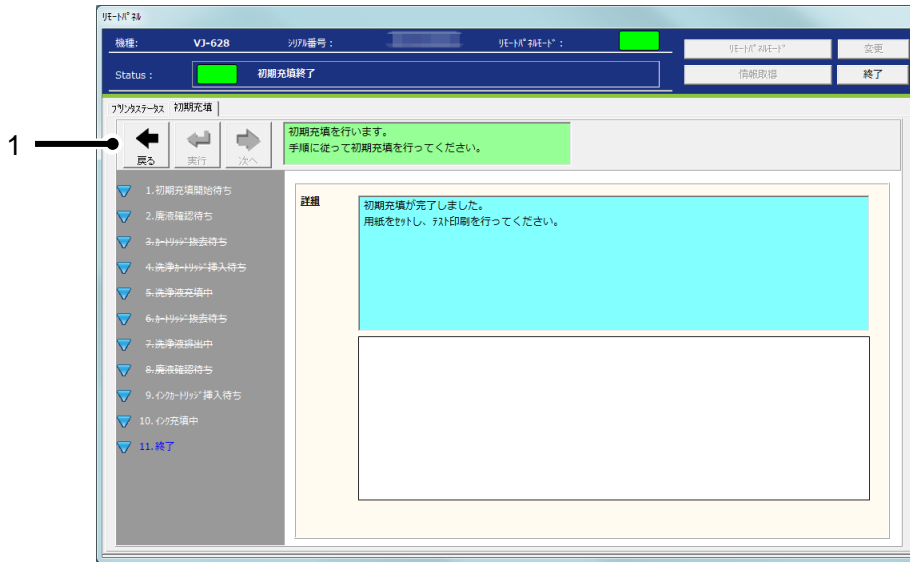 ﾘﾓｰﾄﾊﾟﾈﾙ
機種: VJ-628 ｼﾘｱﾙ番号： ﾘﾓｰﾄﾊﾟﾈﾙﾓｰﾄﾞ：
ﾘﾓｰﾄﾊﾟﾈﾙﾓｰﾄﾞ 変更
Status： 初期充填終了
情報取得 終了
ﾌﾟﾘﾝﾀｽﾃｰﾀｽ 初期充填
1
戻る 実行 次へ
初期充填を行います。
手順に従って初期充填を行ってください。
1.初期充填開始待ち
2.廃液確認待ち
3.ｶｰﾄﾘｯｼﾞ抜去待ち
4.洗浄ｶｰﾄﾘｯｼﾞ挿入待ち
5.洗浄液充填中
6.ｶｰﾄﾘｯｼﾞ抜去待ち
7.洗浄液排出中
8.廃液確認待ち
9.ｲﾝｸｶｰﾄﾘｯｼﾞ挿入待ち
10.ｲﾝｸ充填中
11.終了
詳細
初期充填が完了しました。
用紙をｾｯﾄし、ﾃｽﾄ印刷を行ってください。